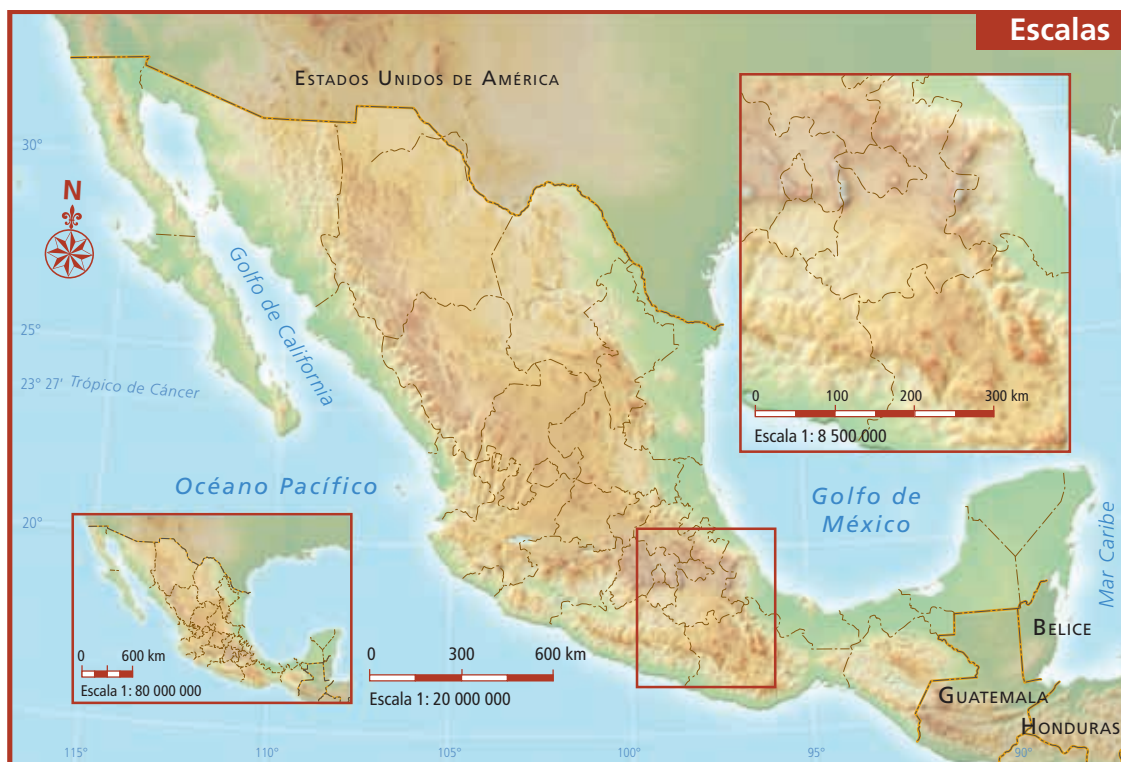 Escalas
ESTADOS UNIDOS DE AMÉRICA
30°
N
Golfo de California
25°
23° 27' Trópico de Cáncer
0 100 200 300 km
Escala 1: 8 500 000
Océano Pacífico
Golfo de
México
Mar Caribe
20°
BELICE
0 600 km
Escala 1: 80 000 000
0 300 600 km
Escala 1: 20 000 000
GUATEMALA
HONDURAS
115° 110° 105° 100° 95° 90°